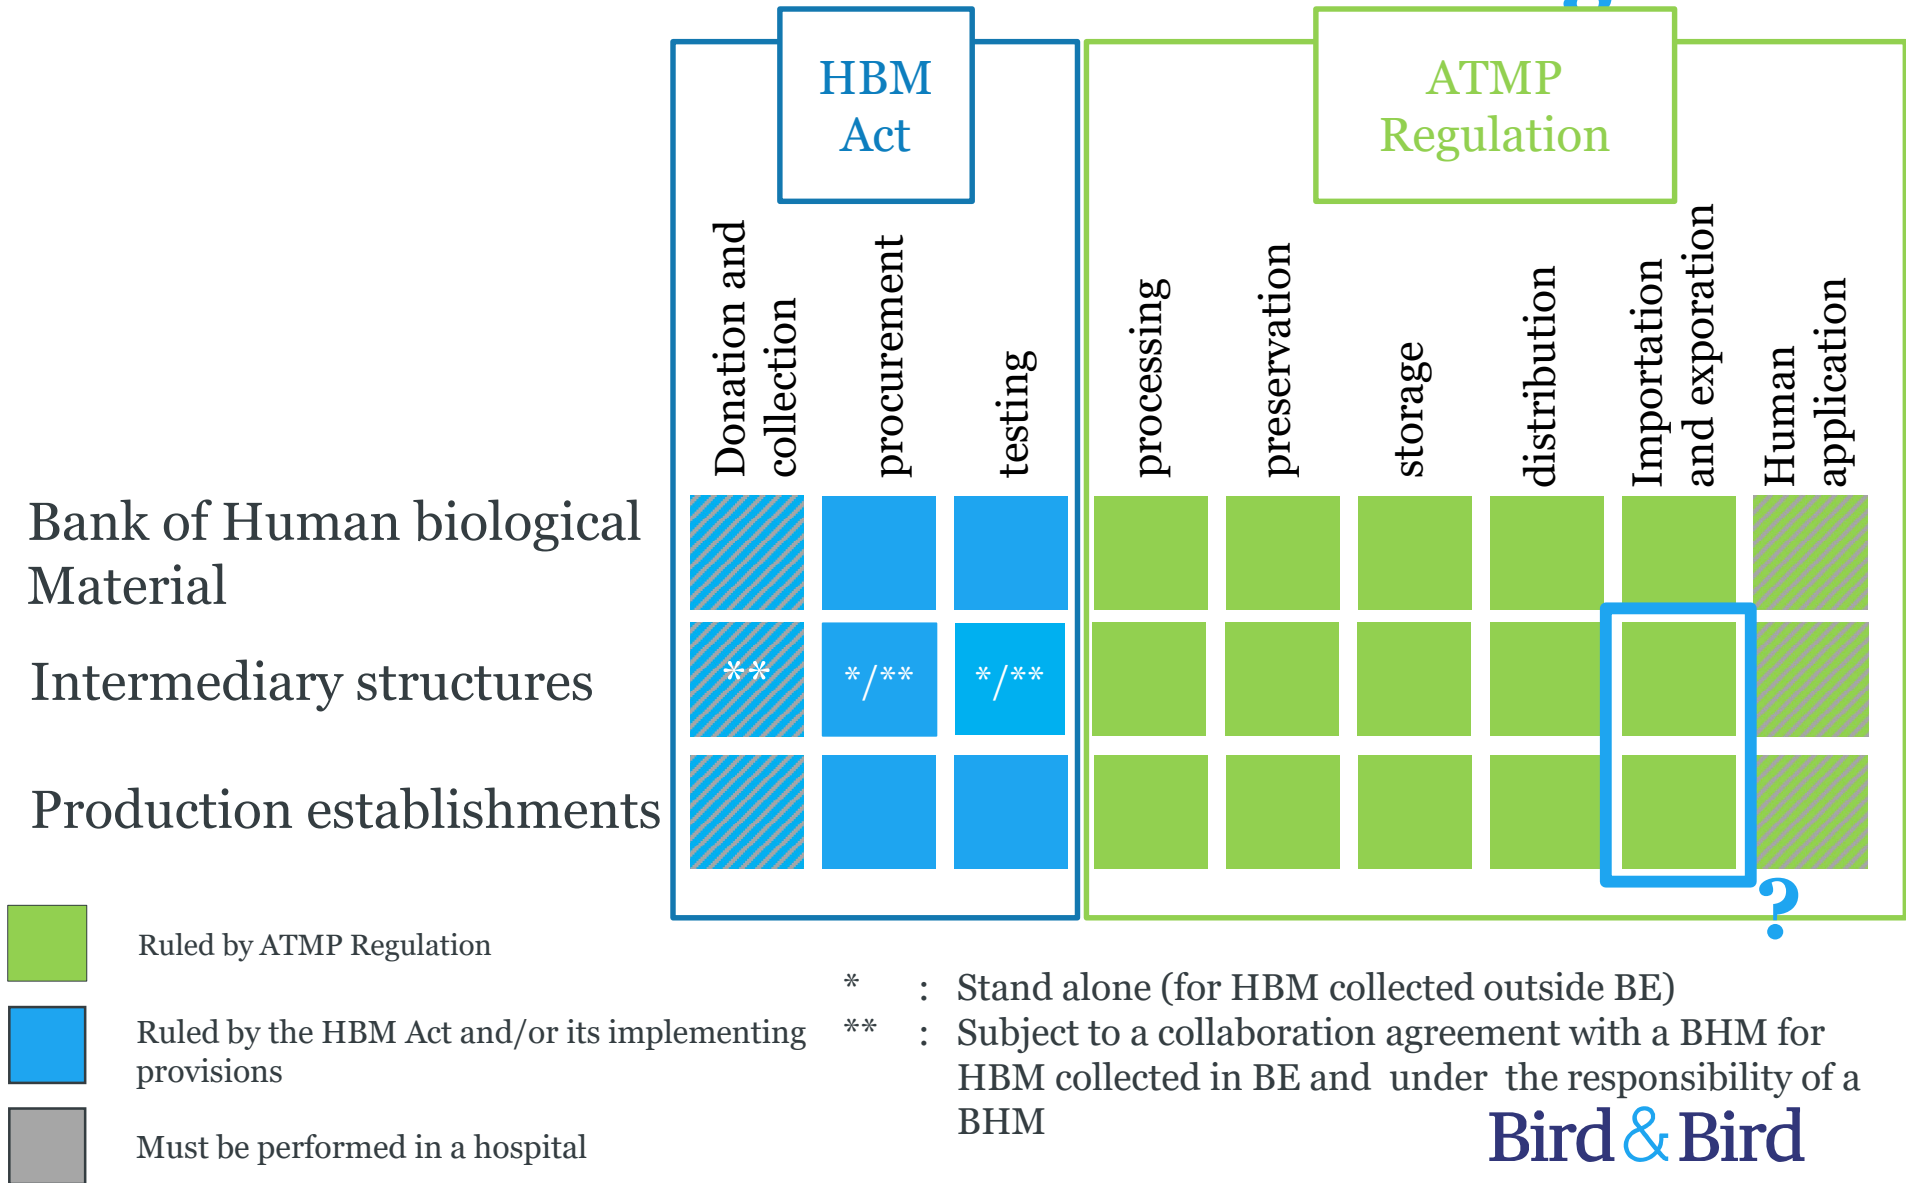 HBM
Act
ATMP
Regulation
Donation and
collection
procurement
testing
processing
preservation
storage
distribution
Importation
and exporation
Human
application
Bank of Human biological
Material
Intermediary structures
** */** */**
Production establishments
?
Ruled by ATMP Regulation
Ruled by the HBM Act and/or its implementing
provisions
Must be performed in a hospital
* : Stand alone (for HBM collected outside BE)
** : Subject to a collaboration agreement with a BHM for
HBM collected in BE and under the responsibility of a
BHM
Bird & Bird